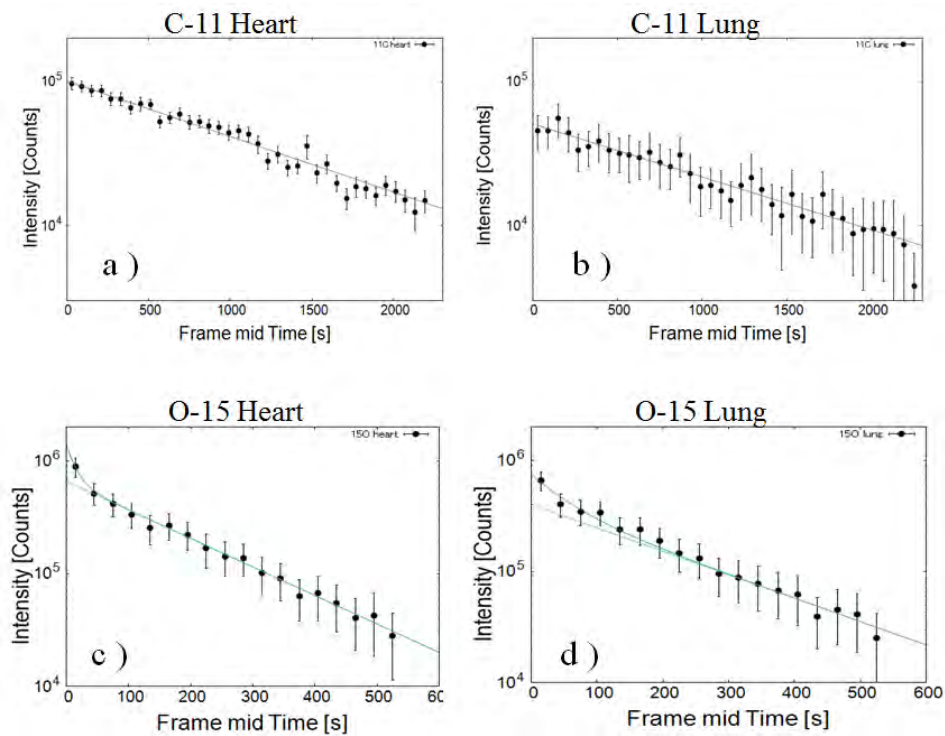 C-11 Heart
11C heart
Intensity [Counts]
10^5
10^4
a )
0 500 1000 1500 2000
Frame mid Time [s]
C-11 Lung
11C lung
Intensity [Counts]
10^5
10^4
b )
0 500 1000 1500 2000
Frame mid Time [s]
O-15 Heart
15O heart
Intensity [Counts]
10^6
10^5
10^4
c )
0 100 200 300 400 500 60
Frame mid Time [s]
O-15 Lung
15O lung
Intensity [Counts]
10^6
10^5
10^4
d )
0 100 200 300 400 500 600
Frame mid Time [s]